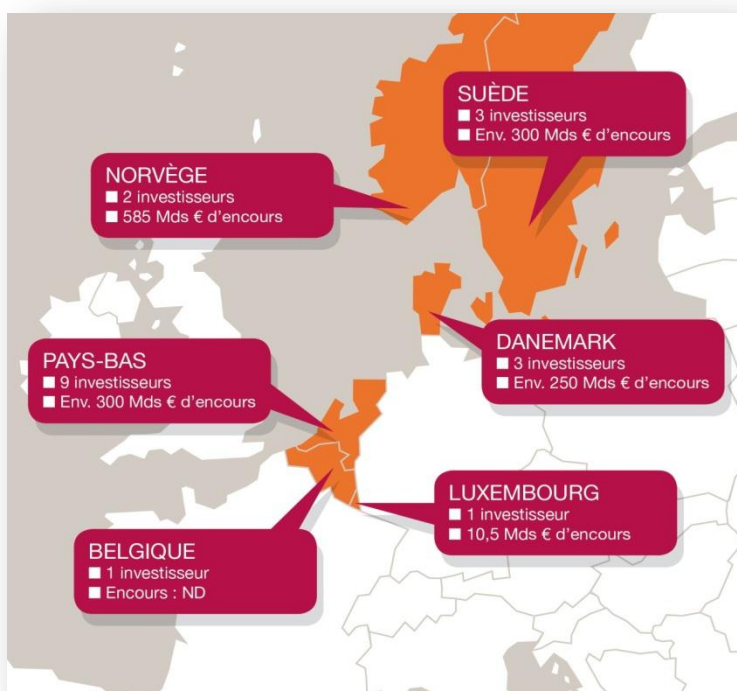 SUÈDE
3 investisseurs
Env. 300 Mds € d'encours
NORVÈGE
2 investisseurs
585 Mds € d'encours
DANEMARK
3 investisseurs
Env. 250 Mds € d'encours
PAYS-BAS
9 investisseurs
Env. 300 Mds € d'encours
LUXEMBOURG
1 investisseur
10,5 Mds € d'encours
BELGIQUE
1 investisseur
Encours : ND